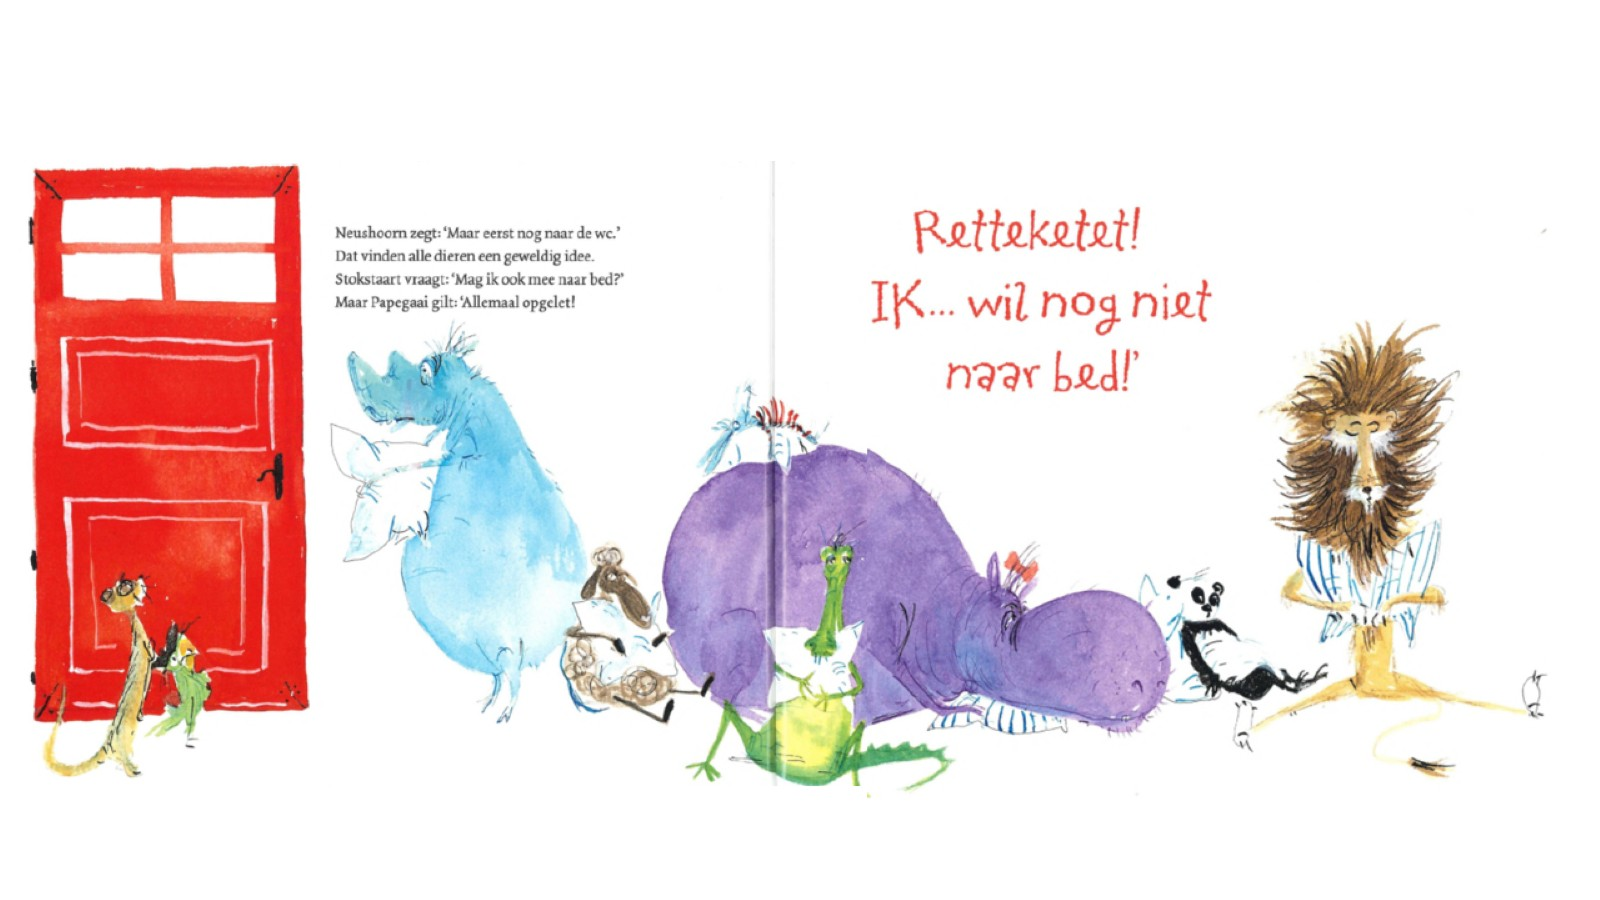 Neushoorn zegt: ‘Maar eerst nog naar de wc.’
Dat vinden alle dieren een geweldig idee.
Stokstaart vraagt: ‘Mag ik ook mee naar bed?’
Maar Papegaai gilt: ‘Allemaal opgelet!
Retteketet!
IK... wil nog niet
naar bed!’